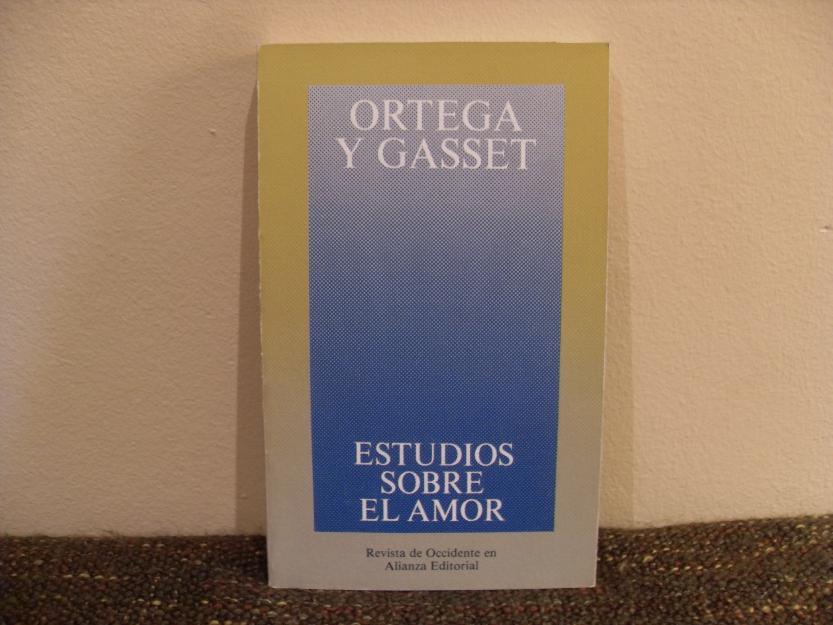 ORTEGA
Y GASSET
ESTUDIOS
SOBRE
EL AMOR
Revista de Occidente en
Alianza Editorial